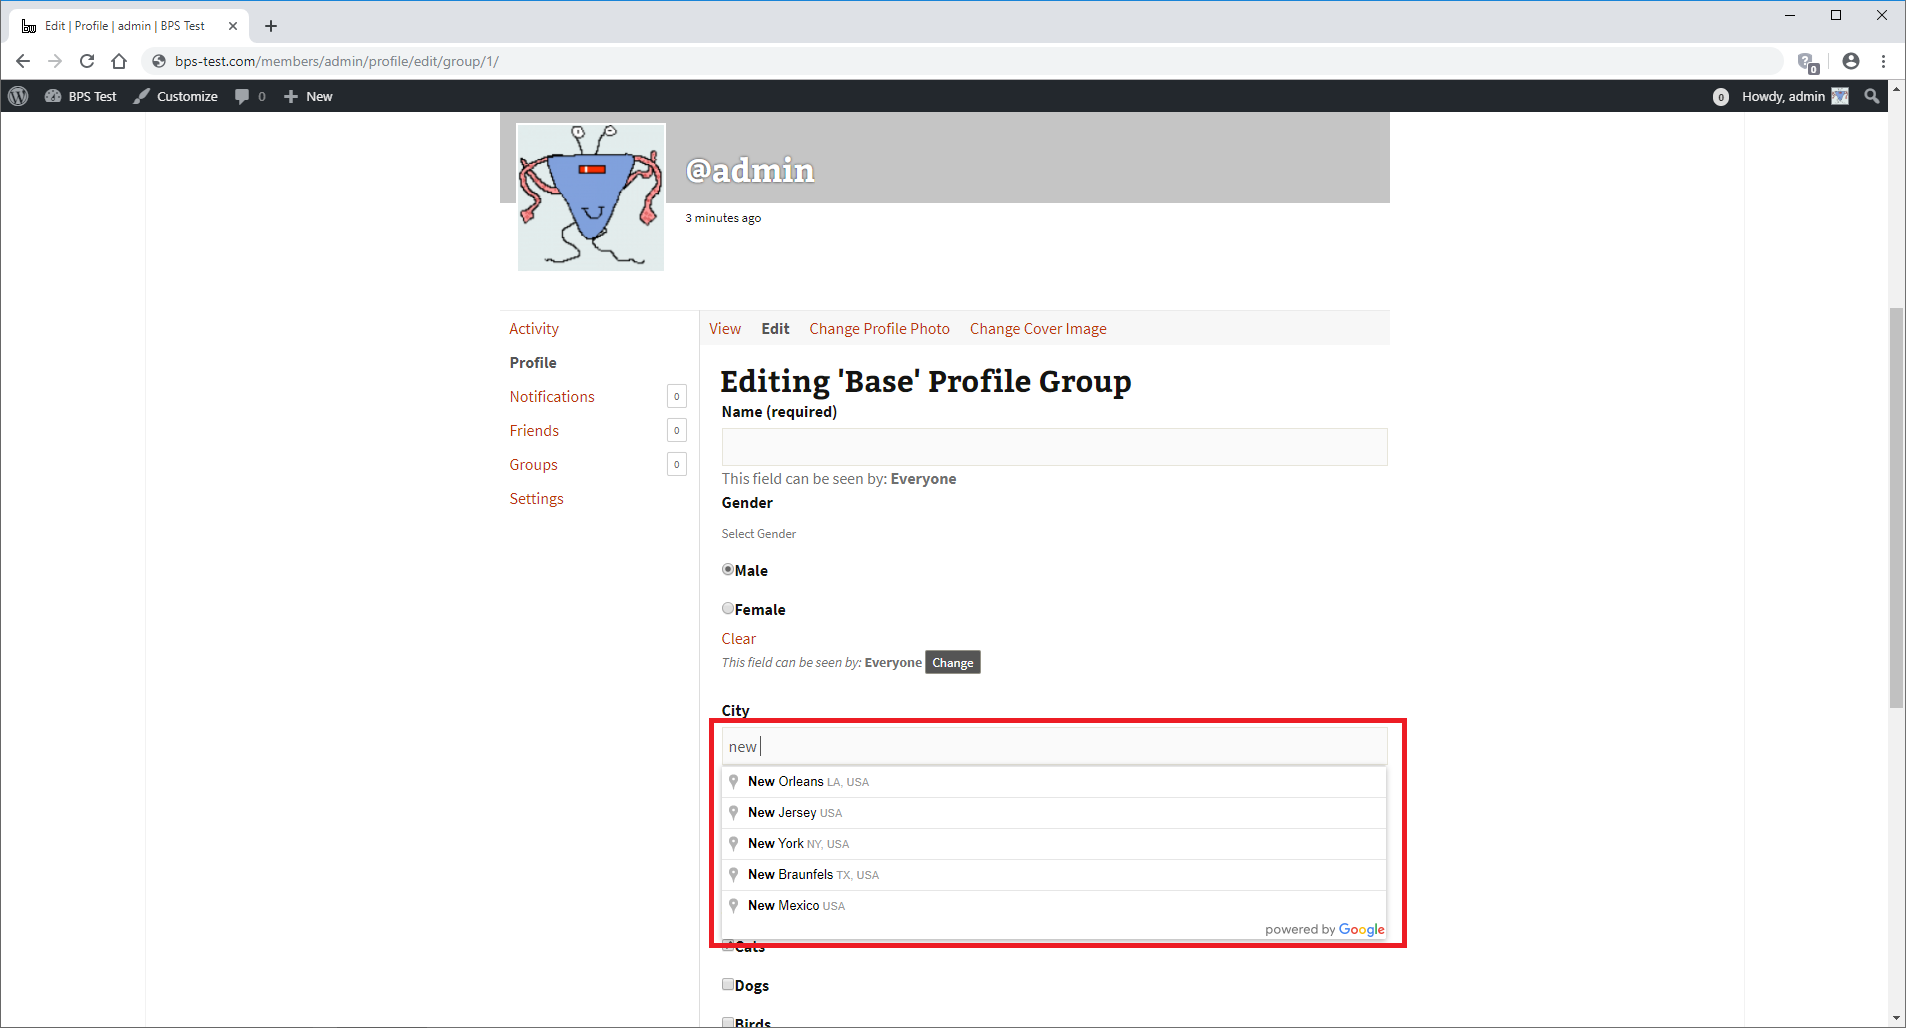 Edit | Profile | admin | BPS Test
bps-test.com/members/admin/profile/edit/group/1/
0
BPS Test Customize 0 New 0 Howdy, admin
@admin
3 minutes ago
Activity
Profile
Notifications 0
Friends 0
Groups 0
Settings
View Edit Change Profile Photo Change Cover Image
Editing 'Base' Profile Group
Name (required)
This field can be seen by: Everyone
Gender
Select Gender
Male
Female
Clear
This field can be seen by: Everyone Change
City
new
New Orleans LA, USA
New Jersey USA
New York NY, USA
New Braunfels TX, USA
New Mexico USA
powered by Google
Cats
Dogs
Birds